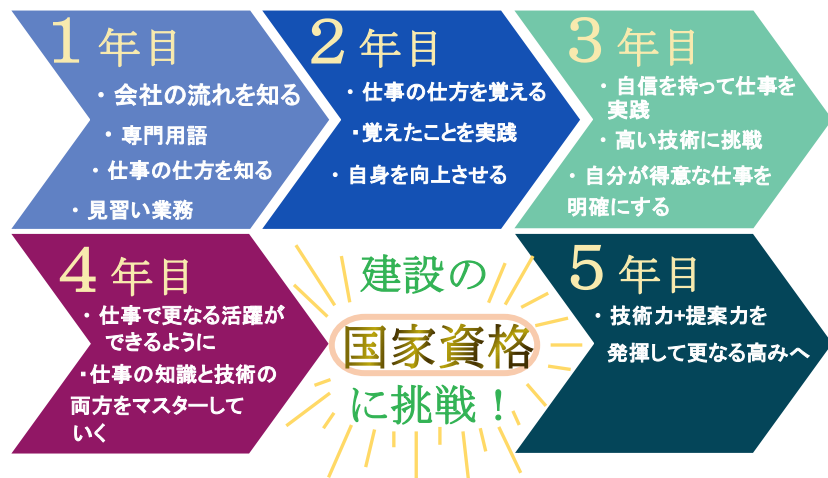 1年目
・会社の流れを知る
・専門用語
・仕事の仕方を知る
・見習い業務
2年目
・仕事の仕方を覚える
・覚えたことを実践
・自身を向上させる
3年目
・自信を持って仕事を
実践
・高い技術に挑戦
・自分が得意な仕事を
明確にする
4年目
・仕事で更なる活躍が
できるように
・仕事の知識と技術の
両方をマスターして
いく
建設の
国家資格
に挑戦！
5年目
・技術力+提案力を
発揮して更なる高みへ